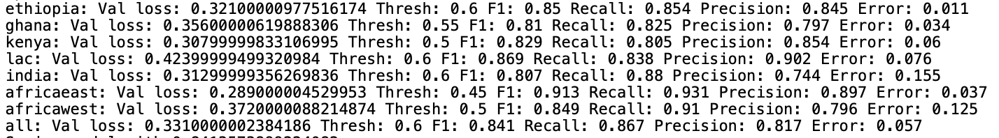 ethiopia: Val loss: 0.32100000977516174 Thresh: 0.6 F1: 0.85 Recall: 0.854 Precision: 0.845 Error: 0.011
ghana: Val loss: 0.35600000619888306 Thresh: 0.55 F1: 0.81 Recall: 0.825 Precision: 0.797 Error: 0.034
kenya: Val loss: 0.30799999833106995 Thresh: 0.5 F1: 0.829 Recall: 0.805 Precision: 0.854 Error: 0.06
lac: Val loss: 0.42399999499320984 Thresh: 0.6 F1: 0.869 Recall: 0.838 Precision: 0.902 Error: 0.076
india: Val loss: 0.31299999356269836 Thresh: 0.6 F1: 0.807 Recall: 0.88 Precision: 0.744 Error: 0.155
africaeast: Val loss: 0.289000004529953 Thresh: 0.45 F1: 0.913 Recall: 0.931 Precision: 0.897 Error: 0.037
africawest: Val loss: 0.3720000088214874 Thresh: 0.5 F1: 0.849 Recall: 0.91 Precision: 0.796 Error: 0.125
all: Val loss: 0.3310000002384186 Thresh: 0.6 F1: 0.841 Recall: 0.867 Precision: 0.817 Error: 0.057